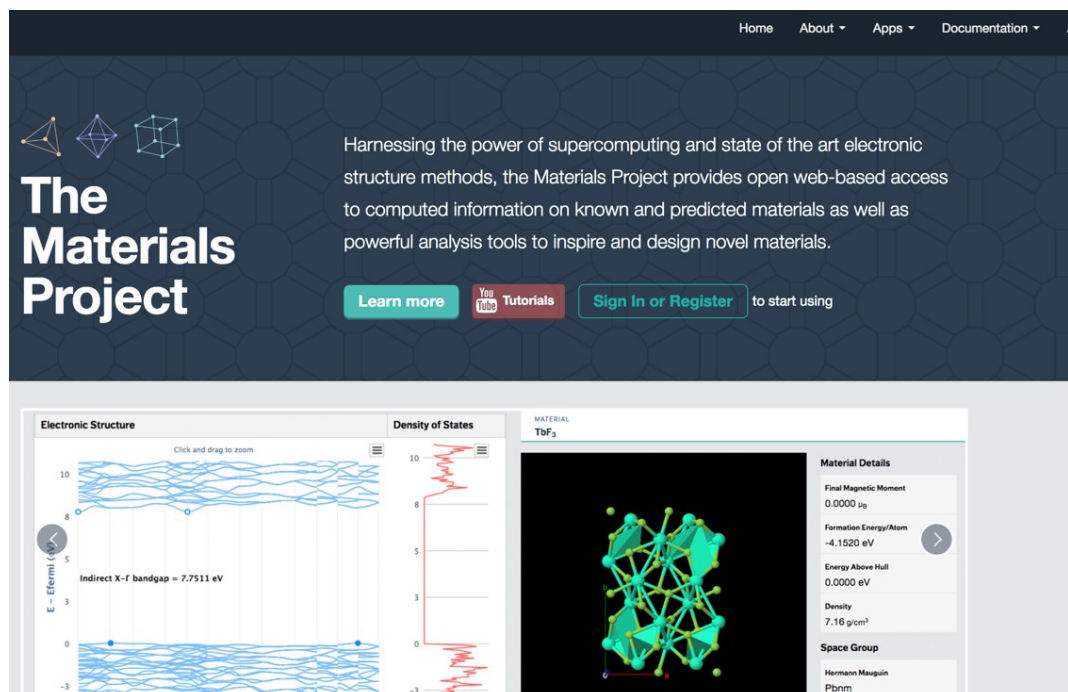 Home About Apps Documentation
The
Materials
Project
Harnessing the power of supercomputing and state of the art electronic
structure methods, the Materials Project provides open web-based access
to computed information on known and predicted materials as well as
powerful analysis tools to inspire and design novel materials.
Learn more You Tube Tutorials Sign In or Register to start using
Electronic Structure
Click and drag to zoom
10
8
5
3
0
-3
E - Efermi (eV)
Indirect X-Γ bandgap = 7.7511 eV
Density of States
10
8
5
3
0
-3
MATERIAL
TbF₃
b
0 a
Material Details
Final Magnetic Moment
0.0000 μB
Formation Energy/Atom
-4.1520 eV
Energy Above Hull
0.0000 eV
Density
7.16 g/cm³
Space Group
Hermann Mauguin
Pbnm